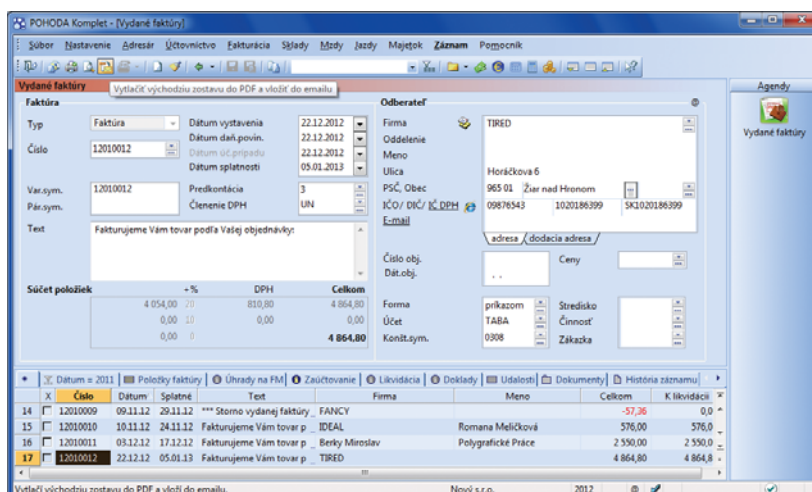 POHODA Komplet - [Vydané faktúry]
Súbor Nastavenie Adresár Účtovníctvo Fakturácia Sklady Mzdy Jazdy Majetok Záznam Pomocník
Vydané faktúry
Vytlačiť východziu zostavu do PDF a vložiť do emailu
Agendy
Vydané faktúry
Faktúra
Typ Faktúra
Číslo 12010012
Dátum vystavenia 22.12.2012
Dátum daň.povin. 22.12.2012
Dátum úč.prípadu 22.12.2012
Dátum splatnosti 05.01.2013
Var.sym. 12010012
Pár.sym.
Predkontácia 3
Členenie DPH UN
Text Fakturujeme Vám tovar podľa Vašej objednávky:
Súčet položiek + % DPH Celkom
4 054,00 20 810,80 4 864,80
0,00 10 0,00 0,00
0,00 0 4 864,80
Odberateľ
Firma TIRED
Oddelenie
Meno
Ulica Horáčkova 6
PSČ, Obec 965 01 Žiar nad Hronom
IČO/ DIČ/ IČ DPH 09876543 1020186399 SK1020186399
E-mail
adresa dodacia adresa
Číslo obj. Ceny
Dát.obj. . .
Forma príkazom Stredisko
Účet TABA Činnosť
Konšt.sym. 0308 Zákazka
Dátum = 2011 Položky faktúry Úhrady na FM Zaúčtovanie Likvidácia Doklady Udalosti Dokumenty História záznamu
X Číslo Dátum Splatné Text Firma Meno Celkom K likvidácii
14 12010009 09.11.12 29.11.12 *** Storno vydanej faktúry _ FANCY -57,36 0,0
15 12010010 10.11.12 24.11.12 Fakturujeme Vám tovar p _ IDEAL Romana Meličková 576,00 576,0
16 12010011 03.12.12 17.12.12 Fakturujeme Vám tovar p _ Berky Miroslav Polygrafické Práce 2 550,00 2 550,0
17 12010012 22.12.12 05.01.13 Fakturujeme Vám tovar p _ TIRED 4 864,80 4 864,8
Vytlačí východziu zostavu do PDF a vloží do emailu. Nový s.r.o. 2012 @